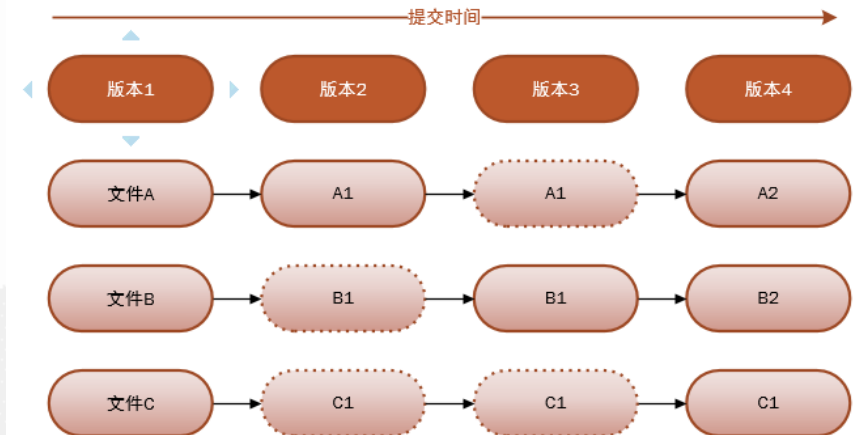 提交时间
版本1 版本2 版本3 版本4
文件A A1 A1 A2
文件B B1 B1 B2
文件C C1 C1 C1